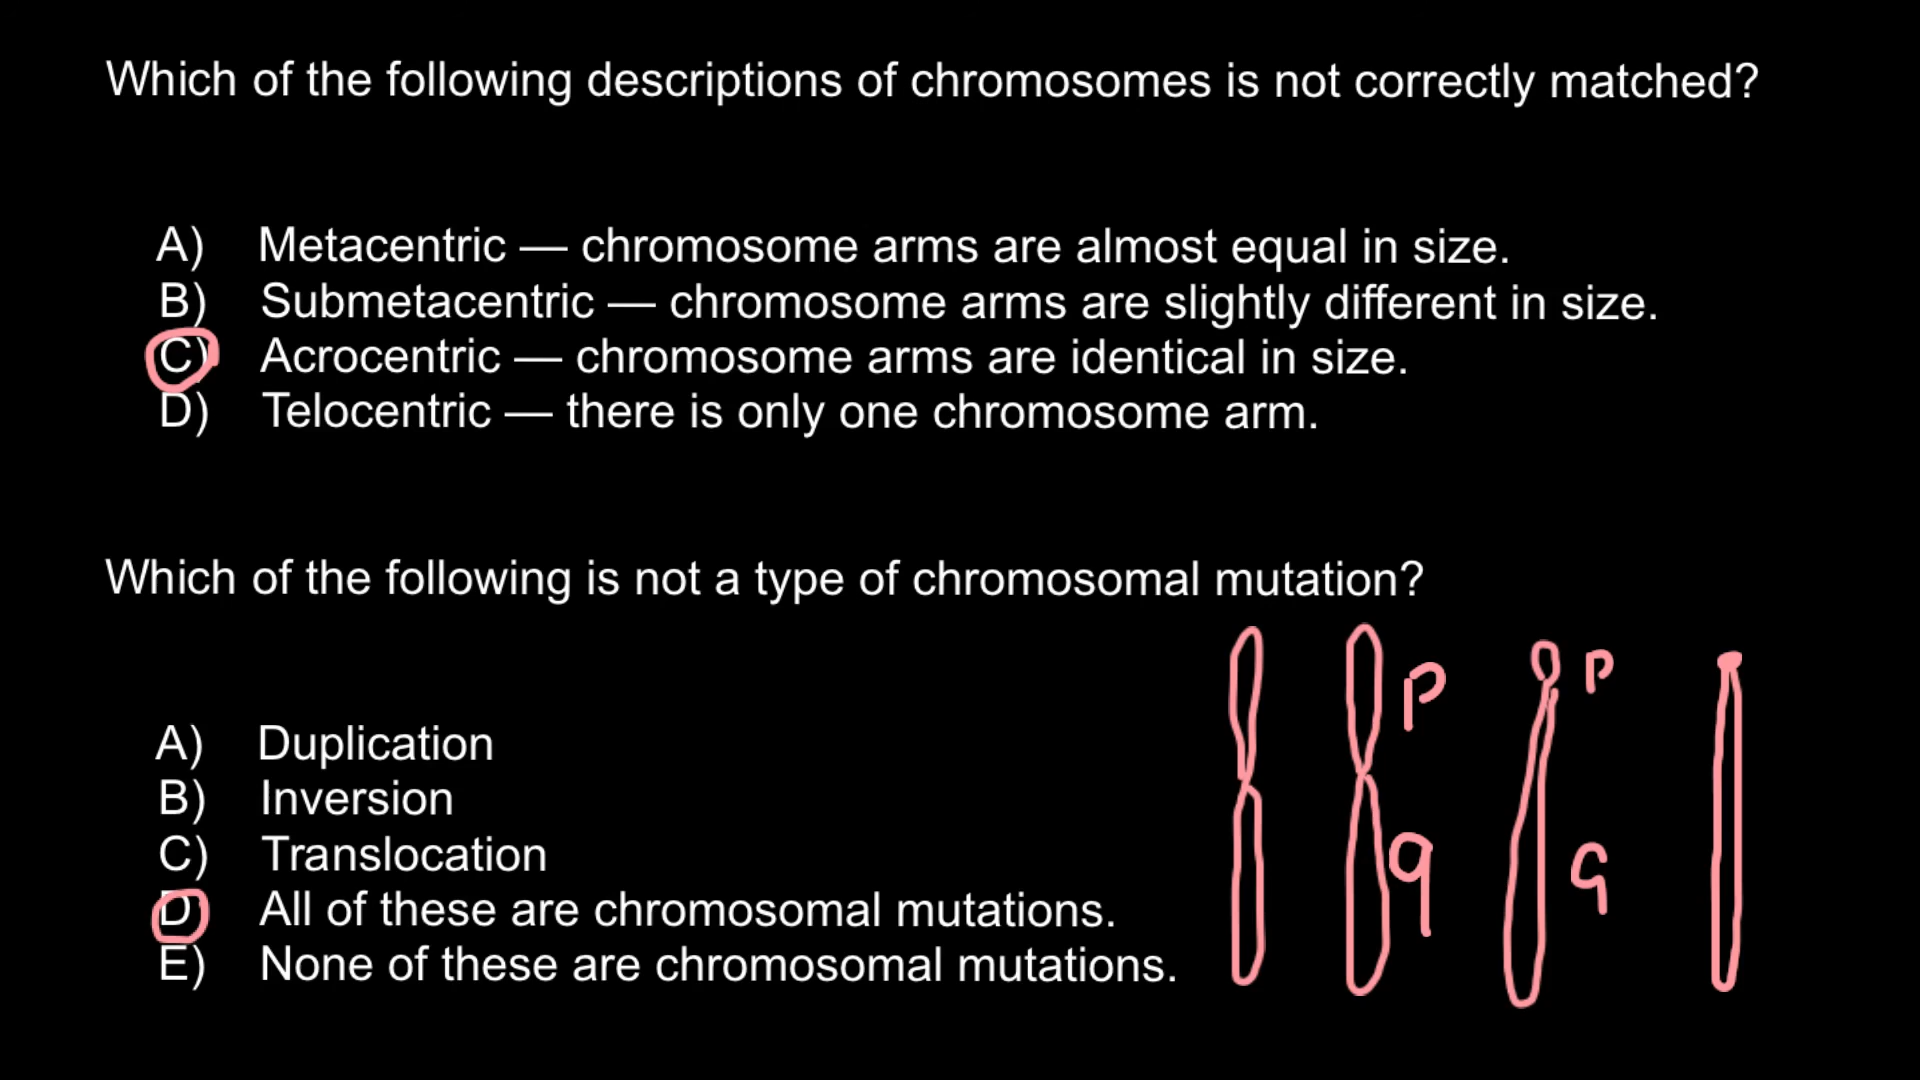 Which of the following descriptions of chromosomes is not correctly matched?
A) Metacentric — chromosome arms are almost equal in size.
B) Submetacentric — chromosome arms are slightly different in size.
C) Acrocentric — chromosome arms are identical in size.
D) Telocentric — there is only one chromosome arm.
Which of the following is not a type of chromosomal mutation?
p p
A) Duplication
B) Inversion
C) Translocation
q q
D) All of these are chromosomal mutations.
E) None of these are chromosomal mutations.